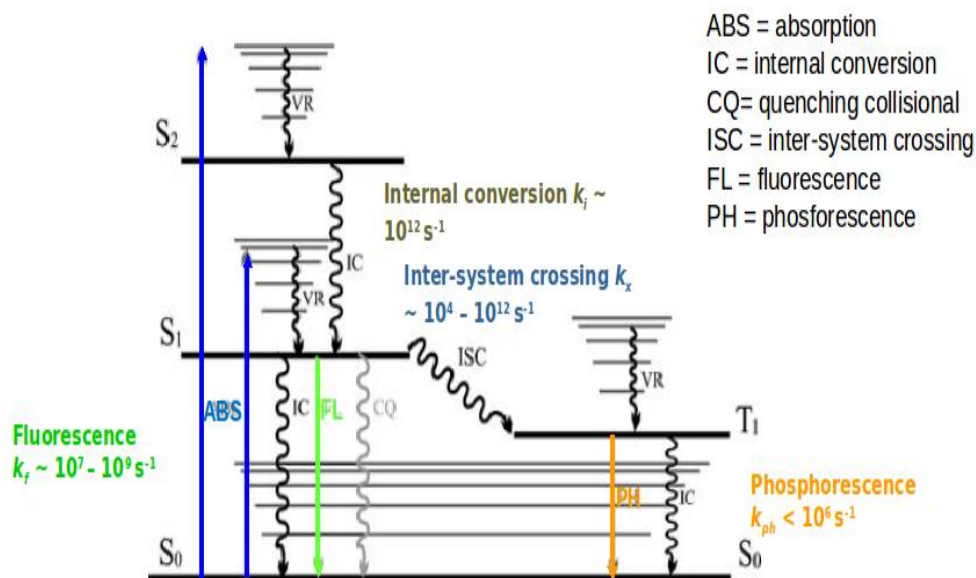 ABS = absorption
IC = internal conversion
CQ= quenching collisional
ISC = inter-system crossing
FL = fluorescence
PH = phosforescence
VR
S₂
Internal conversion kᵢ ~
10¹² s⁻¹
IC
Inter-system crossing kₓ
~ 10⁴ – 10¹² s⁻¹
VR
S₁
ISC
VR
ABS
IC
FL
CQ
T₁
Fluorescence
k_f ~ 10⁷ – 10⁹ s⁻¹
PH
IC
Phosphorescence
k_ph < 10⁶ s⁻¹
S₀
S₀